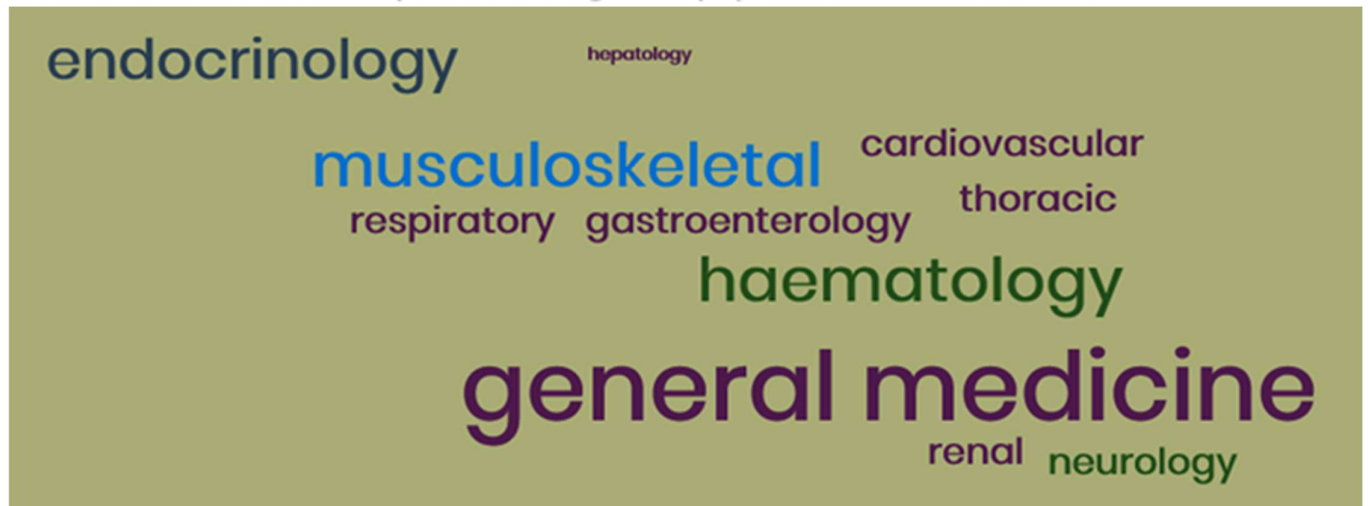 endocrinology
hepatology
musculoskeletal
cardiovascular
thoracic
respiratory gastroenterology
haematology
general medicine
renal
neurology